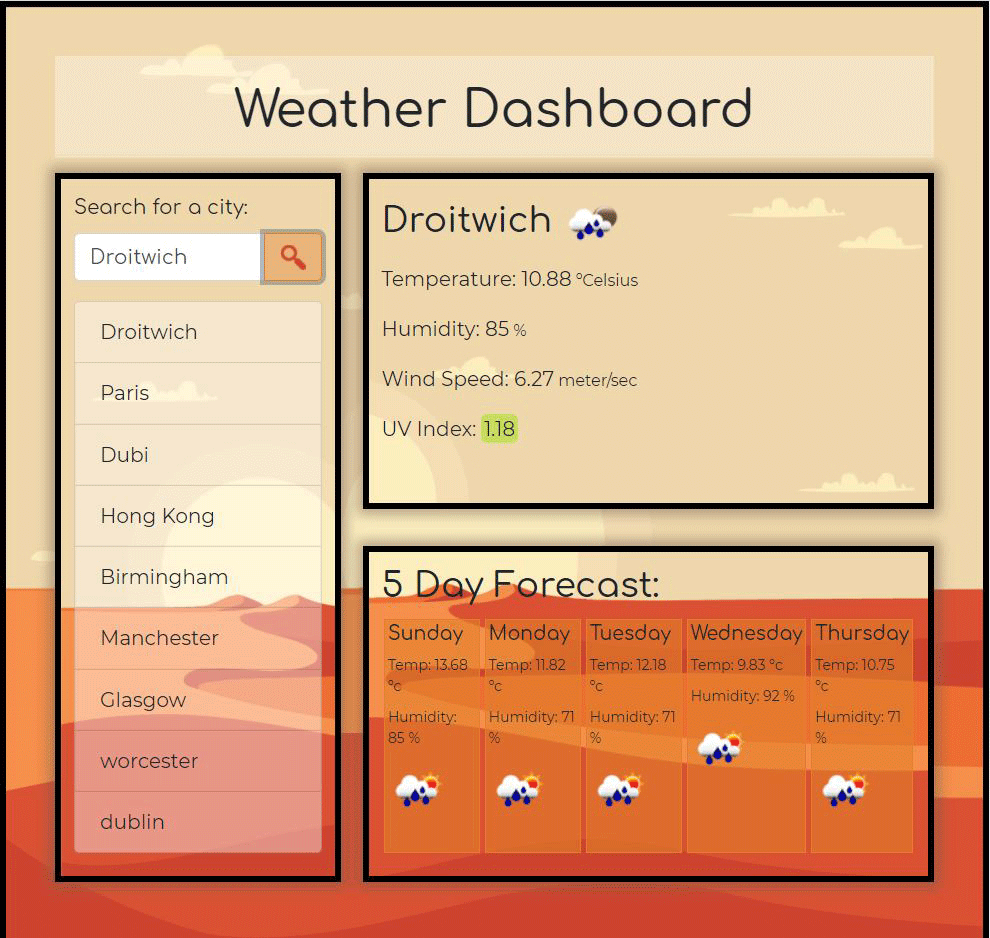 Weather Dashboard
Search for a city:
Droitwich
Droitwich
Paris
Dubi
Hong Kong
Birmingham
Manchester
Glasgow
worcester
dublin
Droitwich
Temperature: 10.88 °Celsius
Humidity: 85 %
Wind Speed: 6.27 meter/sec
UV Index: 1.18
5 Day Forecast:
Sunday
Temp: 13.68
°c
Humidity:
85 %
Monday
Temp: 11.82
°c
Humidity: 71
%
Tuesday
Temp: 12.18
°c
Humidity: 71
%
Wednesday
Temp: 9.83 °c
Humidity: 92 %
Thursday
Temp: 10.75
°c
Humidity: 71
%